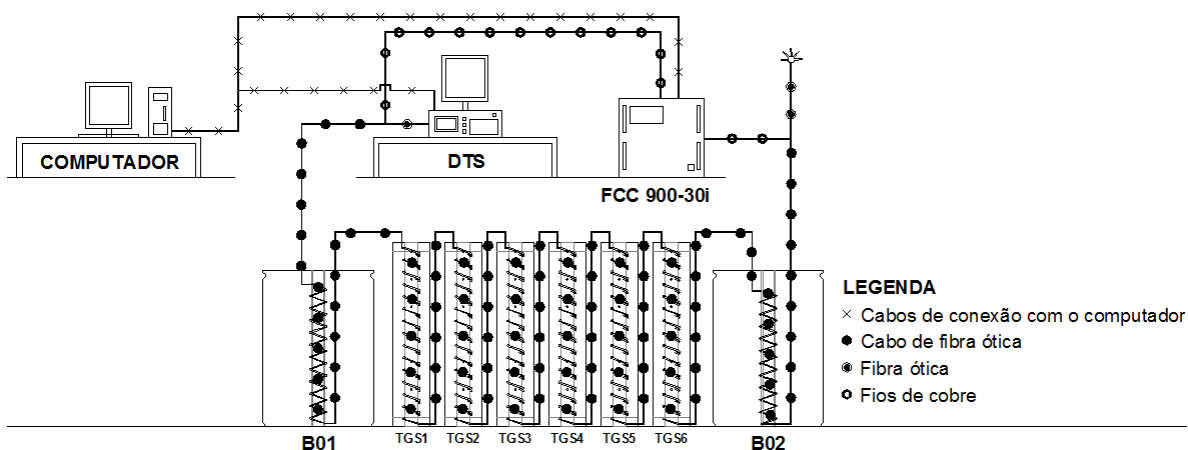 COMPUTADOR
DTS
FCC 900-30i
LEGENDA
Cabos de conexão com o computador
Cabo de fibra ótica
Fibra ótica
Fios de cobre
B01
TGS1
TGS2
TGS3
TGS4
TGS5
TGS6
B02